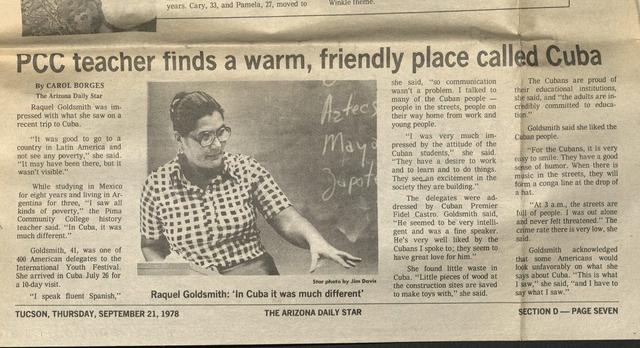 years. Cary, 33, and Pamela, 27, moved to
Winkle theme.
PCC teacher finds a warm, friendly place called Cuba
By CAROL BORGES
The Arizona Daily Star
Raquel Goldsmith was im-
pressed with what she saw on a
recent trip to Cuba.
"It was good to go to a
country in Latin America and
not see any poverty," she said.
"It may have been there, but it
wasn't visible."
While studying in Mexico
for eight years and living in Ar-
gentina for three, "I saw all
kinds of poverty," the Pima
Community College history
teacher said. "In Cuba, it was
much different."
Goldsmith, 41, was one of
400 American delegates to the
International Youth Festival.
She arrived in Cuba July 26 for
a 10-day visit.
"I speak fluent Spanish,"
Aztecs
Maya
Zapot
Star photo by Jim Davis
Raquel Goldsmith: 'In Cuba it was much different'
she said, "so communication
wasn't a problem. I talked to
many of the Cuban people —
people in the streets, people on
their way home from work and
young people.
"I was very much im-
pressed by the attitude of the
Cuban students," she said.
"They have a desire to work
and to learn and to do things.
They see an excitement in the
society they are building."
The delegates were ad-
dressed by Cuban Premier
Fidel Castro. Goldsmith said,
"He seemed to be very intelli-
gent and was a fine speaker.
He's very well liked by the
Cubans I spoke to; they seem to
have great love for him."
She found little waste in
Cuba. "Little pieces of wood at
the construction sites are saved
to make toys with," she said.
The Cubans are proud of
their educational institutions,
she said, and "the adults are in-
credibly committed to educa-
tion."
Goldsmith said she liked the
Cuban people.
"For the Cubans, it is very
easy to smile. They have a good
sense of humor. When there is
music in the streets, they will
form a conga line at the drop of
a hat.
"At 3 a.m., the streets are
full of people. I was out alone
and never felt threatened." The
crime rate there is very low, she
said.
Goldsmith acknowledged
that some Americans would
look unfavorably on what she
says about Cuba. "This is what
I saw," she said, "and I have to
say what I saw."
TUCSON, THURSDAY, SEPTEMBER 21, 1978
THE ARIZONA DAILY STAR
SECTION D — PAGE SEVEN